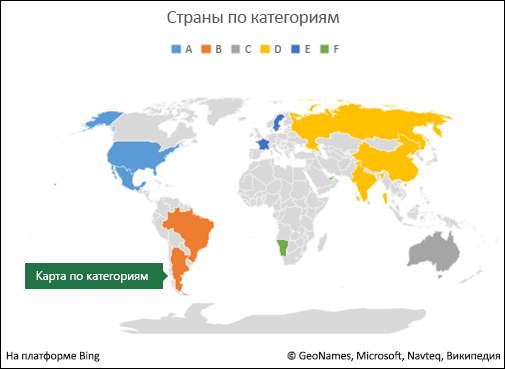 Страны по категориям
A B C D E F
Карта по категориям
На платформе Bing
© GeoNames, Microsoft, Navteq, Википедия